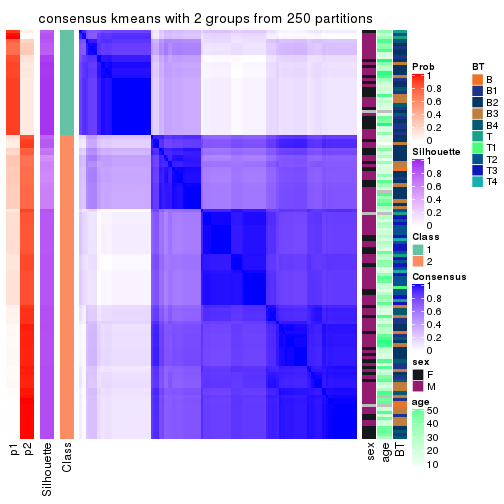 consensus kmeans with 2 groups from 250 partitions
Prob
1
0.8
0.6
0.4
0.2
0
Silhouette
1
0.8
0.6
0.4
0.2
0
Class
1
2
Consensus
1
0.8
0.6
0.4
0.2
0
sex
F
M
age
50
40
30
20
10
BT
B
B1
B2
B3
B4
T
T1
T2
T3
T4
p1
p2
Silhouette
Class
sex
age
BT